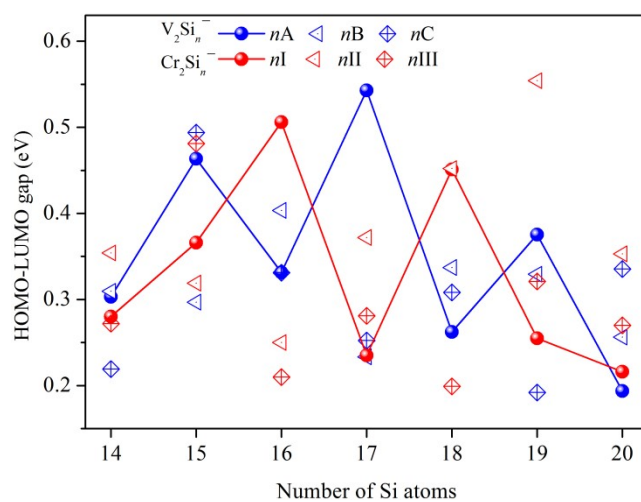 V₂Siₙ⁻ nA nB nC
Cr₂Siₙ⁻ nI nII nIII
HOMO-LUMO gap (eV)
0.6
0.5
0.4
0.3
0.2
14 15 16 17 18 19 20
Number of Si atoms